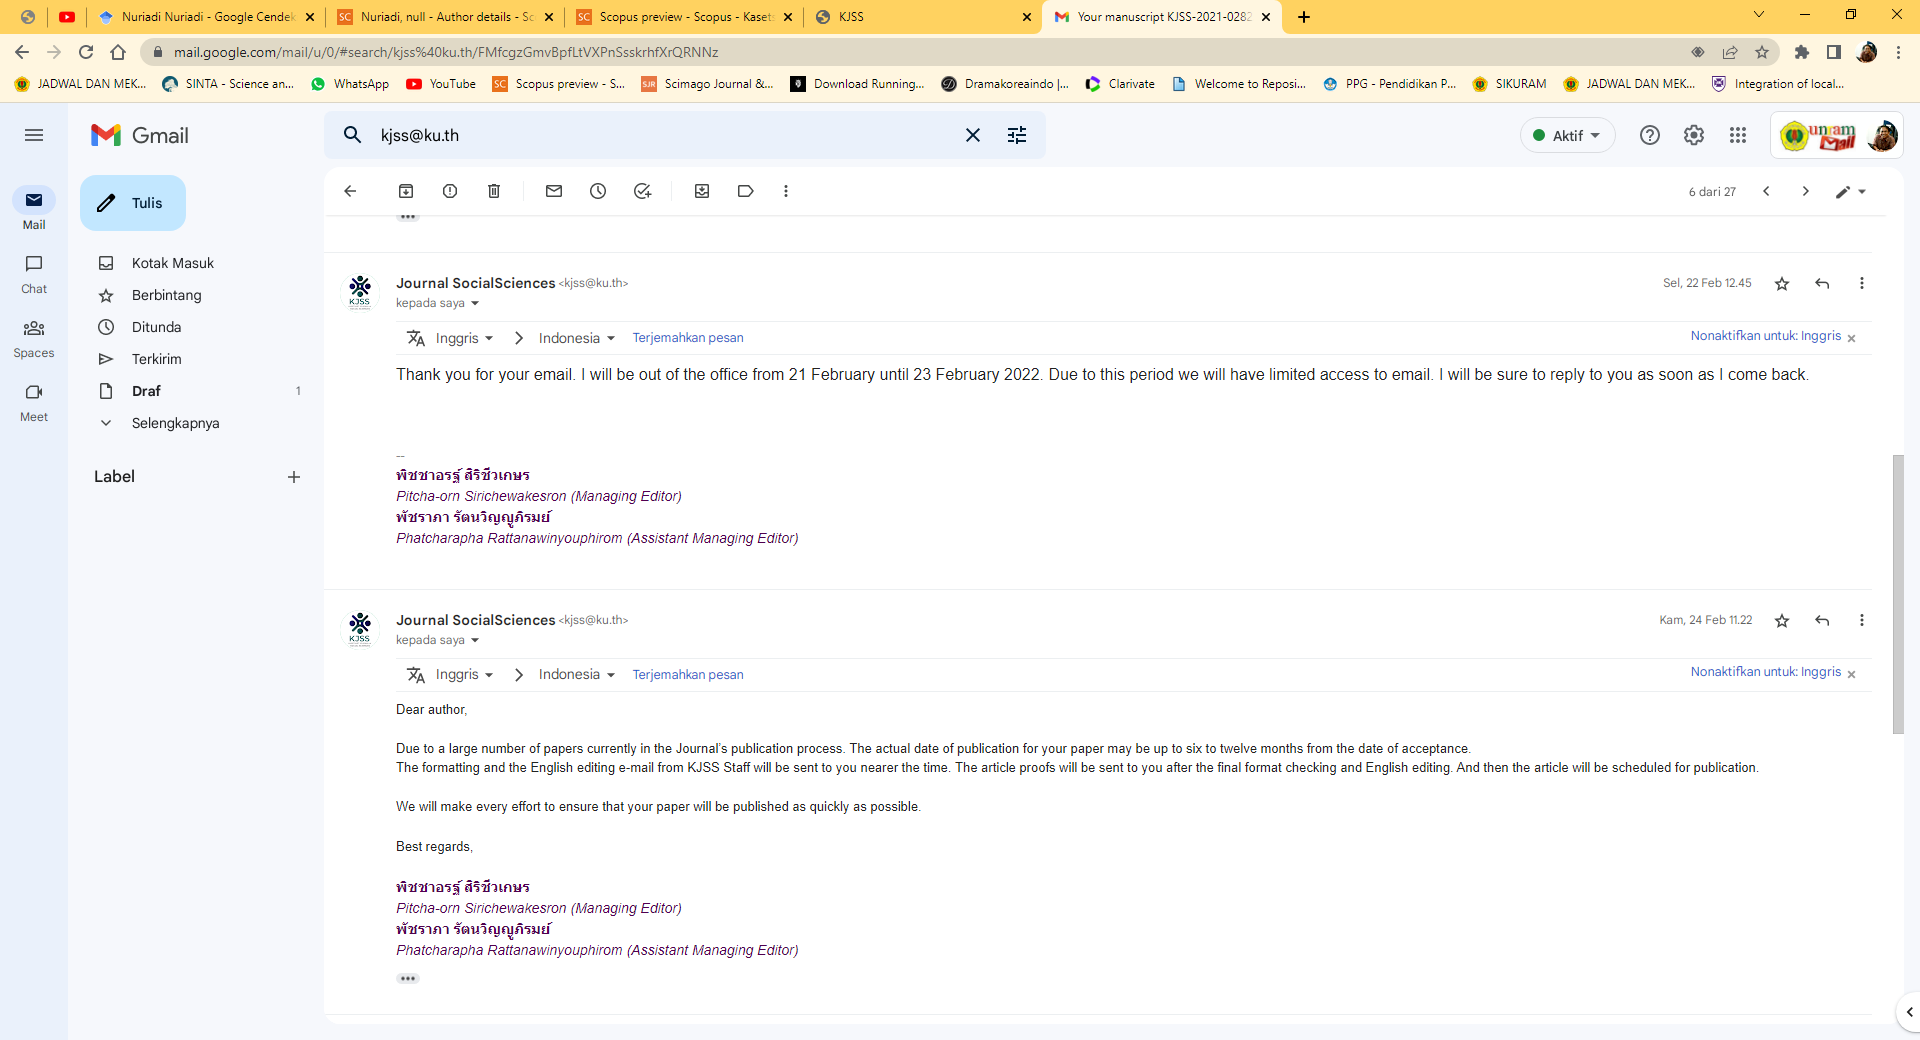 Nuriadi Nuriadi - Google Cendek
Nuriadi, null - Author details - Sc
Scopus preview - Scopus - Kasets
KJSS
Your manuscript KJSS-2021-0282
mail.google.com/mail/u/0/#search/kjss%40ku.th/FMfcgzGmvBpfLtVXPnSsskrhfXrQRNNz
JADWAL DAN MEK...
SINTA - Science an...
WhatsApp
YouTube
Scopus preview - S...
Scimago Journal &...
Download Running...
Dramakoreaindo |...
Clarivate
Welcome to Reposi...
PPG - Pendidikan P...
SIKURAM
JADWAL DAN MEK...
Integration of local...
Gmail
kjss@ku.th
Aktif
unram
Mail
Tulis
6 dari 27
Mail
Chat
Spaces
Meet
Kotak Masuk
Berbintang
Ditunda
Terkirim
Draf 1
Selengkapnya
Label
KJSS
Journal SocialSciences <kjss@ku.th>
Sel, 22 Feb 12.45
kepada saya
Inggris
Indonesia
Terjemahkan pesan
Nonaktifkan untuk: Inggris
Thank you for your email. I will be out of the office from 21 February until 23 February 2022. Due to this period we will have limited access to email. I will be sure to reply to you as soon as I come back.
--
พิชชาอรฐ์ ศิริชีวเกษร
Pitcha-orn Sirichewakesron (Managing Editor)
พัชราภา รัตนวิญญูภิรมย์
Phatcharapha Rattanawinyouphirom (Assistant Managing Editor)
KJSS
Journal SocialSciences <kjss@ku.th>
Kam, 24 Feb 11.22
kepada saya
Inggris
Indonesia
Terjemahkan pesan
Nonaktifkan untuk: Inggris
Dear author,
Due to a large number of papers currently in the Journal's publication process. The actual date of publication for your paper may be up to six to twelve months from the date of acceptance.
The formatting and the English editing e-mail from KJSS Staff will be sent to you nearer the time. The article proofs will be sent to you after the final format checking and English editing. And then the article will be scheduled for publication.
We will make every effort to ensure that your paper will be published as quickly as possible.
Best regards,
พิชชาอรฐ์ ศิริชีวเกษร
Pitcha-orn Sirichewakesron (Managing Editor)
พัชราภา รัตนวิญญูภิรมย์
Phatcharapha Rattanawinyouphirom (Assistant Managing Editor)